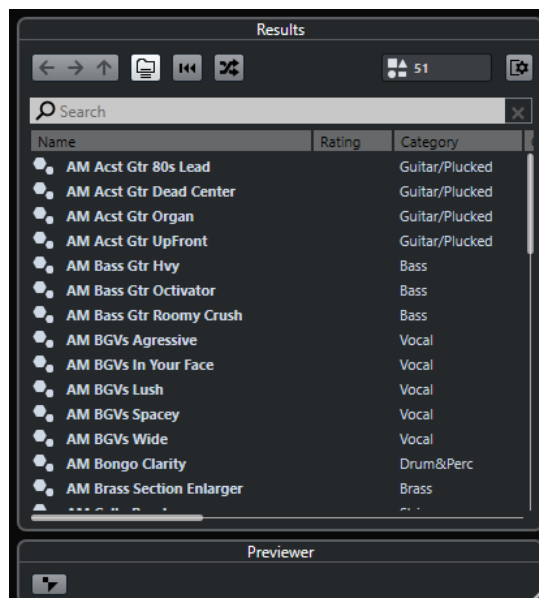 Results
51
Search
Name Rating Category
AM Acst Gtr 80s Lead Guitar/Plucked
AM Acst Gtr Dead Center Guitar/Plucked
AM Acst Gtr Organ Guitar/Plucked
AM Acst Gtr UpFront Guitar/Plucked
AM Bass Gtr Hvy Bass
AM Bass Gtr Octivator Bass
AM Bass Gtr Roomy Crush Bass
AM BGVs Agressive Vocal
AM BGVs In Your Face Vocal
AM BGVs Lush Vocal
AM BGVs Spacey Vocal
AM BGVs Wide Vocal
AM Bongo Clarity Drum&Perc
AM Brass Section Enlarger Brass
Previewer